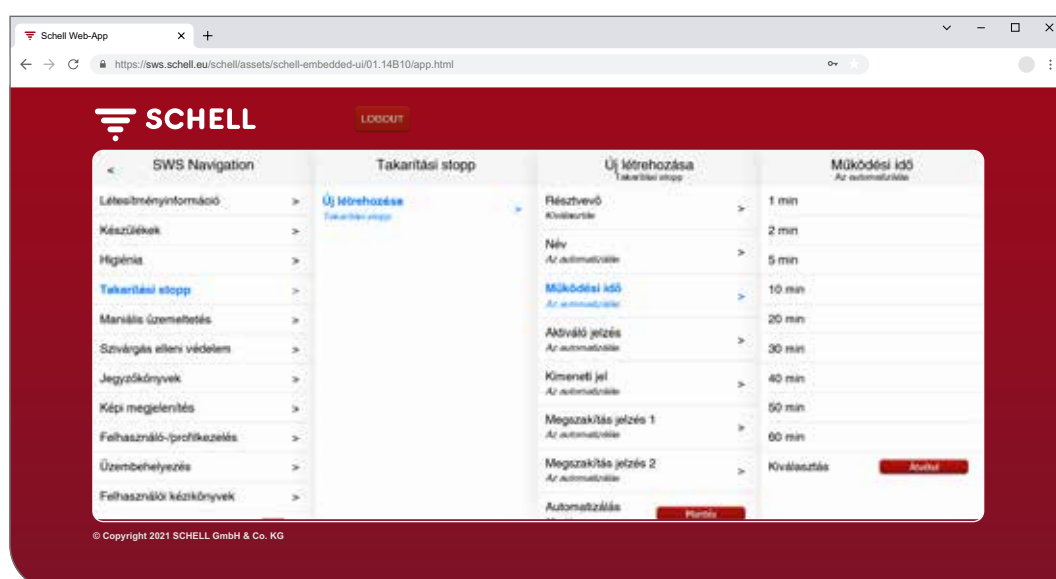 Schell Web-App
https://sws.schell.eu/schell/assets/schell-embedded-ui/01.14B10/app.html
SCHELL
LOGOUT
< SWS Navigation
Létesítményinformáció >
Készülékek >
Higiénia >
Takarítási stopp >
Manuális üzemeltetés >
Szivárgás elleni védelem >
Jegyzőkönyvek >
Képi megjelenítés >
Felhasználó-/profilkezelés >
Üzembehelyezés >
Felhasználói kézikönyvek >
Takarítási stopp
Új létrehozása >
Takarítási stopp
Új létrehozása
Takarítási stopp
Résztvevő >
Kiválasztás
Név >
Az automatizálás
Működési idő >
Az automatizálás
Aktiváló jelzés >
Az automatizálás
Kimeneti jel >
Az automatizálás
Megszakítás jelzés 1 >
Az automatizálás
Megszakítás jelzés 2 >
Az automatizálás
Automatizálás
Mentés
Működési idő
Az automatizálás
1 min
2 min
5 min
10 min
20 min
30 min
40 min
50 min
60 min
Kiválasztás
Átvétel
© Copyright 2021 SCHELL GmbH & Co. KG